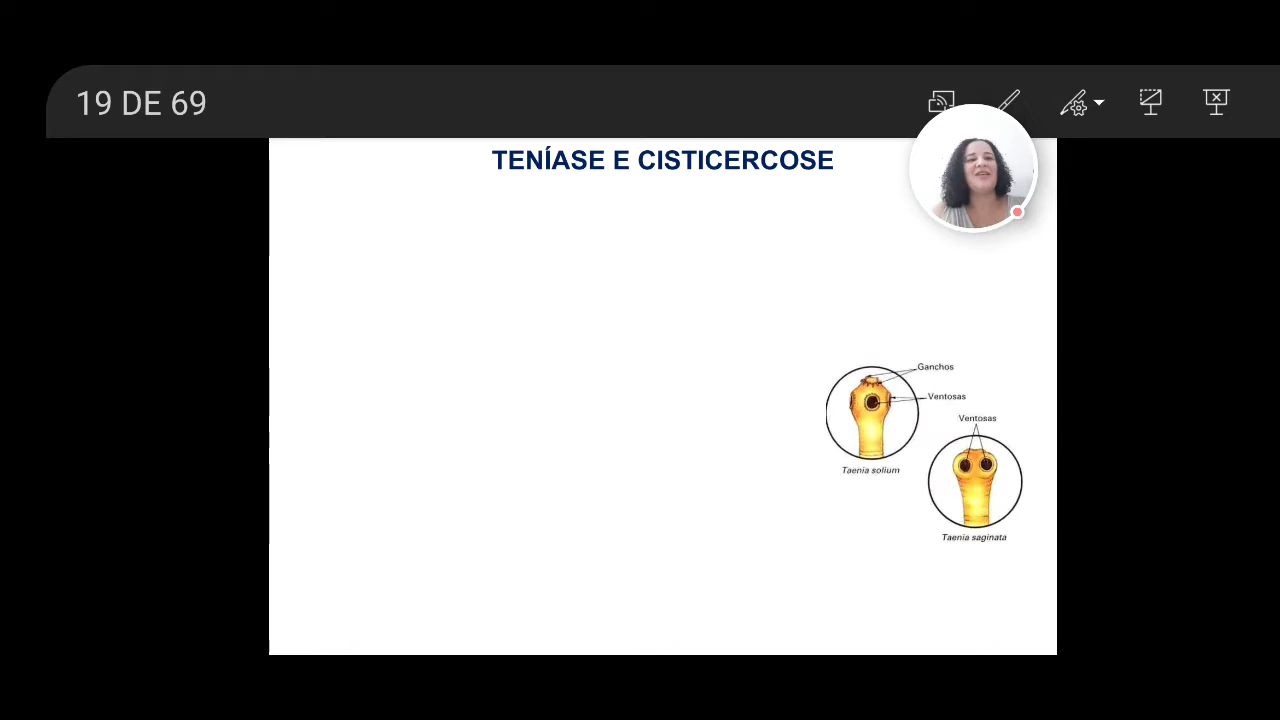 19 DE 69
TENÍASE E CISTICERCOSE
Ganchos
Ventosas
Ventosas
Taenia solium
Taenia saginata